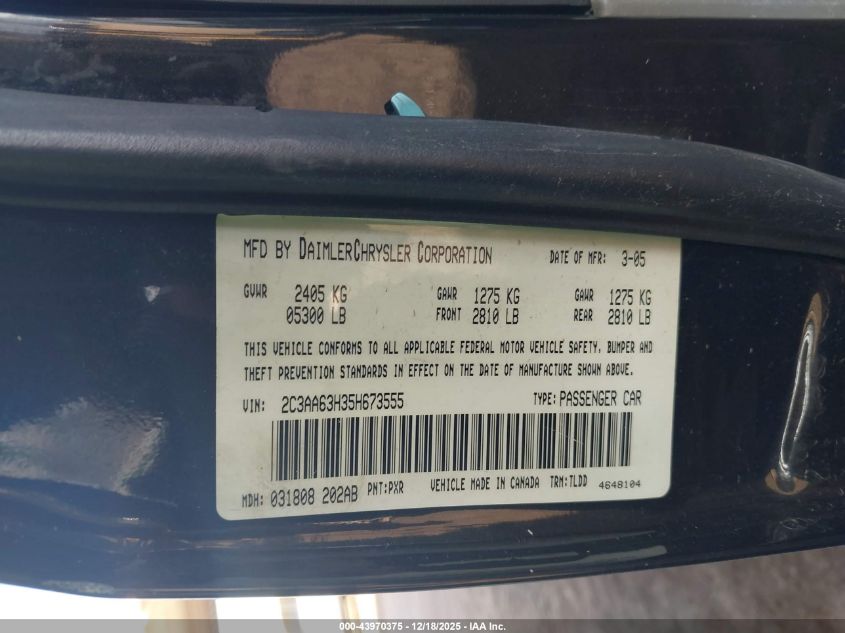 MFD BY DAIMLERCHRYSLER CORPORATION DATE OF MFR: 3-05
GVWR 2405 KG GAWR 1275 KG GAWR 1275 KG
05300 LB FRONT 2810 LB REAR 2810 LB
THIS VEHICLE CONFORMS TO ALL APPLICABLE FEDERAL MOTOR VEHICLE SAFETY, BUMPER AND
THEFT PREVENTION STANDARDS IN EFFECT ON THE DATE OF MANUFACTURE SHOWN ABOVE.
VIN: 2C3AA63H35H673555 TYPE: PASSENGER CAR
MDH: 031808 202AB PNT:PXR VEHICLE MADE IN CANADA TRM:TLDD 4648104
000-43970375 - 12/18/2025 - IAA Inc.